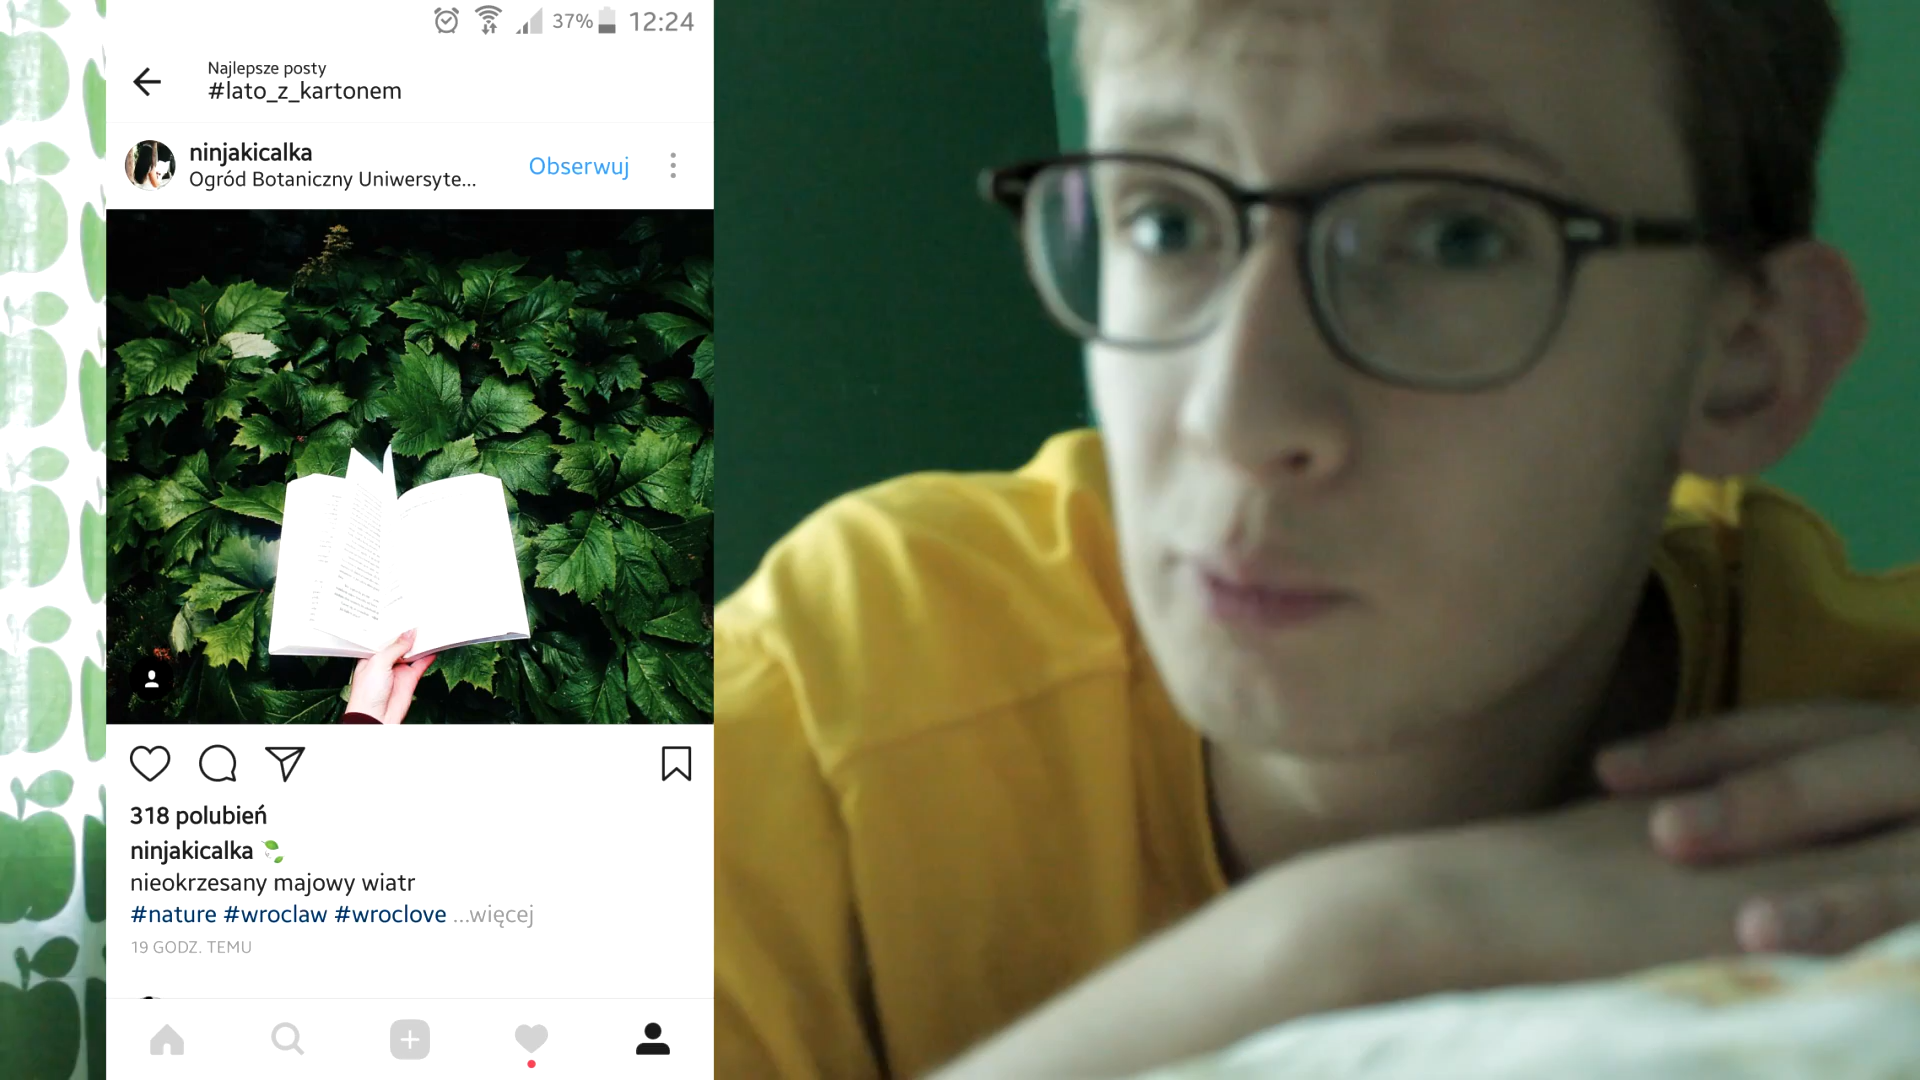 37% 12:24
Najlepsze posty
#lato_z_kartonem
ninjakicalka
Ogród Botaniczny Uniwersyte...
Obserwuj
318 polubień
ninjakicalka
nieokrzesany majowy wiatr
#nature #wroclaw #wroclove ...więcej
19 GODZ. TEMU